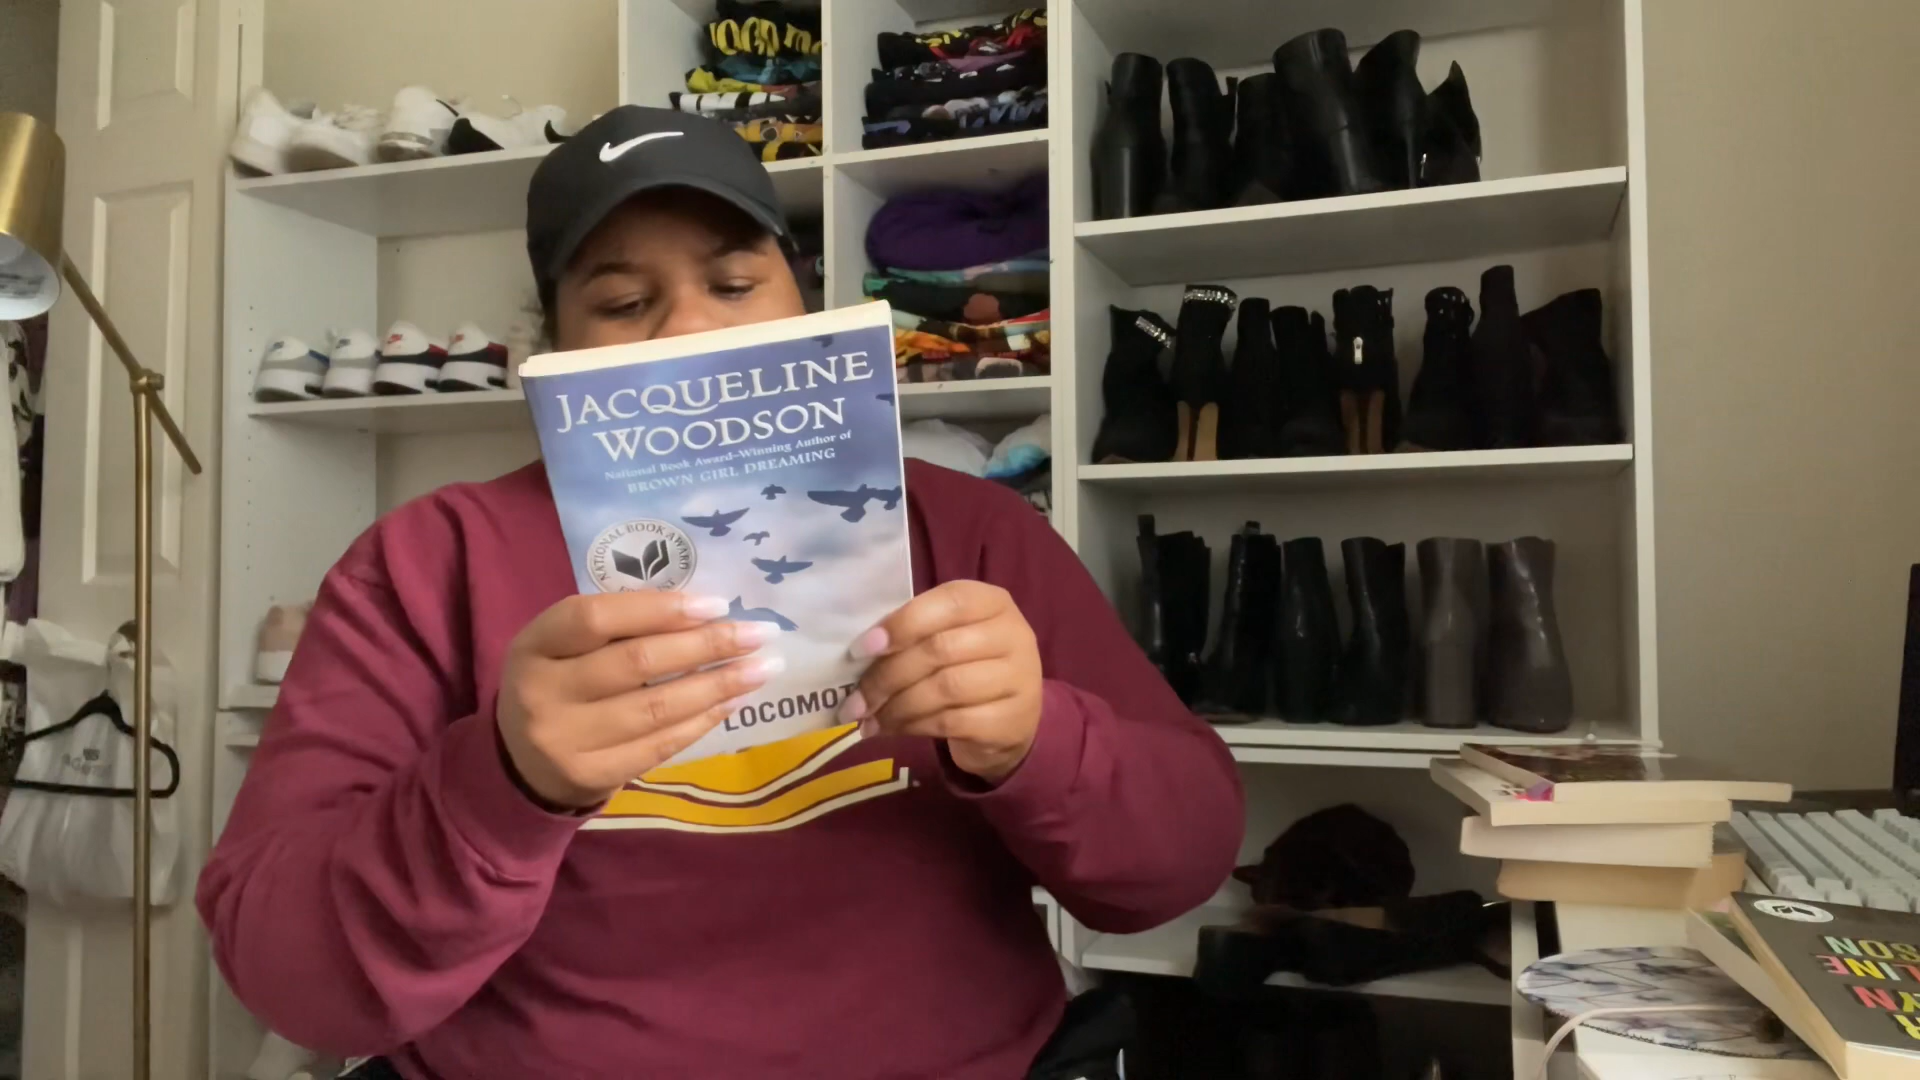 JACQUELINE
WOODSON
National Book Award–Winning Author of
BROWN GIRL DREAMING
NATIONAL BOOK AWARD
LOCOMOT